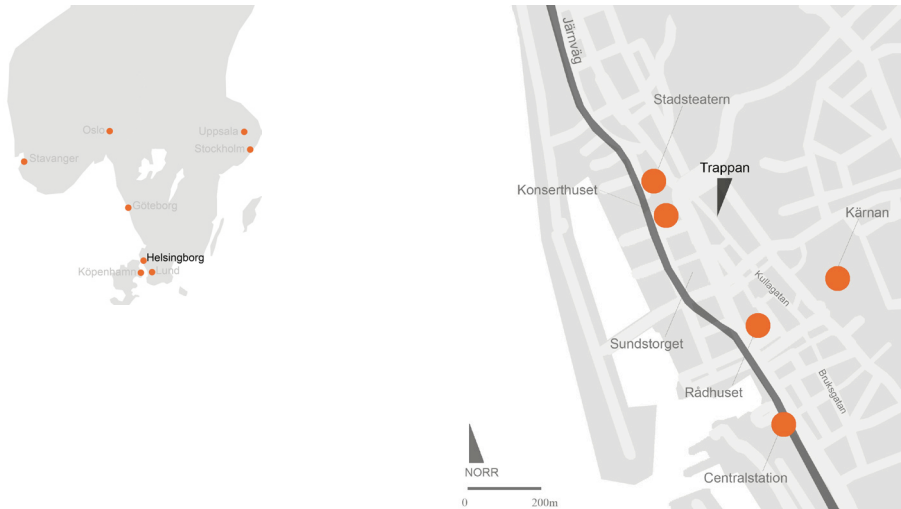 Oslo
Uppsala
Stockholm
Stavanger
Göteborg
Helsingborg
Köpenhamn
Lund
Järnväg
Stadsteatern
Trappan
Konserthuset
Kärnan
Kullagatan
Sundstorget
Rådhuset
Bruksgatan
Centralstation
NORR
0
200m